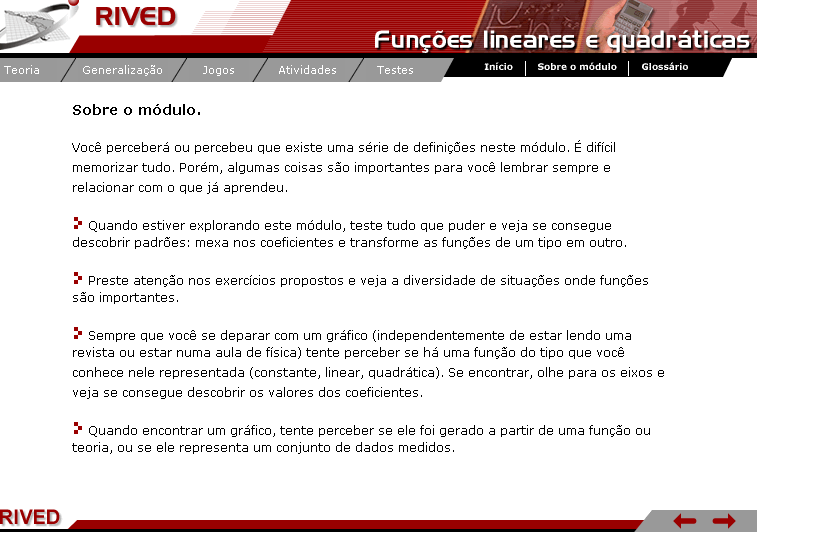 RIVED
Funções lineares e quadráticas
Teoria Generalização Jogos Atividades Testes Início Sobre o módulo Glossário
Sobre o módulo.
Você perceberá ou percebeu que existe uma série de definições neste módulo. É difícil
memorizar tudo. Porém, algumas coisas são importantes para você lembrar sempre e
relacionar com o que já aprendeu.
Quando estiver explorando este módulo, teste tudo que puder e veja se consegue
descobrir padrões: mexa nos coeficientes e transforme as funções de um tipo em outro.
Preste atenção nos exercícios propostos e veja a diversidade de situações onde funções
são importantes.
Sempre que você se deparar com um gráfico (independentemente de estar lendo uma
revista ou estar numa aula de física) tente perceber se há uma função do tipo que você
conhece nele representada (constante, linear, quadrática). Se encontrar, olhe para os eixos e
veja se consegue descobrir os valores dos coeficientes.
Quando encontrar um gráfico, tente perceber se ele foi gerado a partir de uma função ou
teoria, ou se ele representa um conjunto de dados medidos.
RIVED